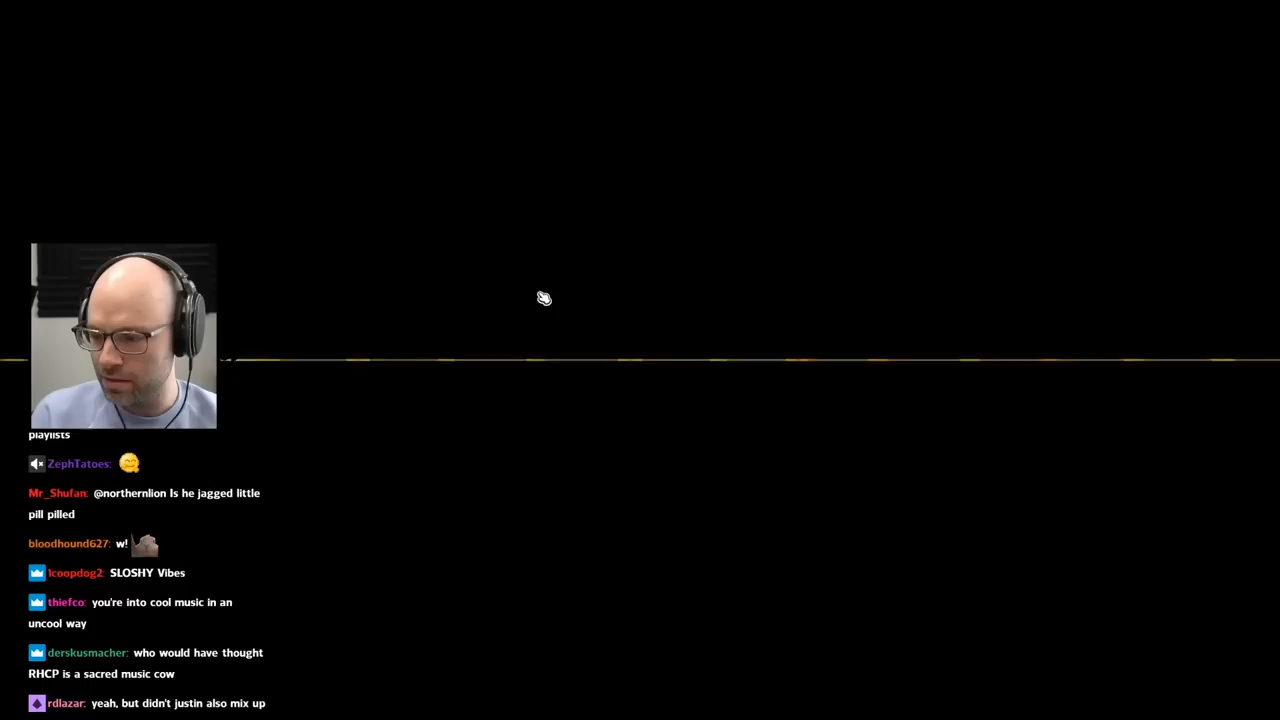 playlists
ZephTatoes:
Mr_Shufan: @northernlion Is he jagged little
pill pilled
bloodhound627: w!
1coopdog2: SLOSHY Vibes
thiefco: you're into cool music in an
uncool way
derskusmacher: who would have thought
RHCP is a sacred music cow
rdlazar: yeah, but didn't justin also mix up